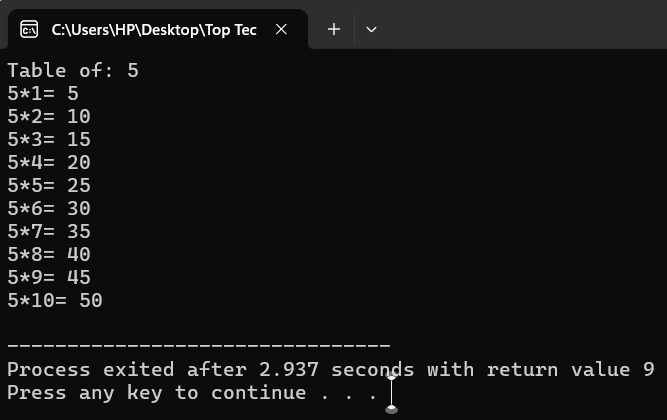 C:\Users\HP\Desktop\Top Tec
Table of: 5
5*1= 5
5*2= 10
5*3= 15
5*4= 20
5*5= 25
5*6= 30
5*7= 35
5*8= 40
5*9= 45
5*10= 50
--------------------------------
Process exited after 2.937 seconds with return value 9
Press any key to continue . . .